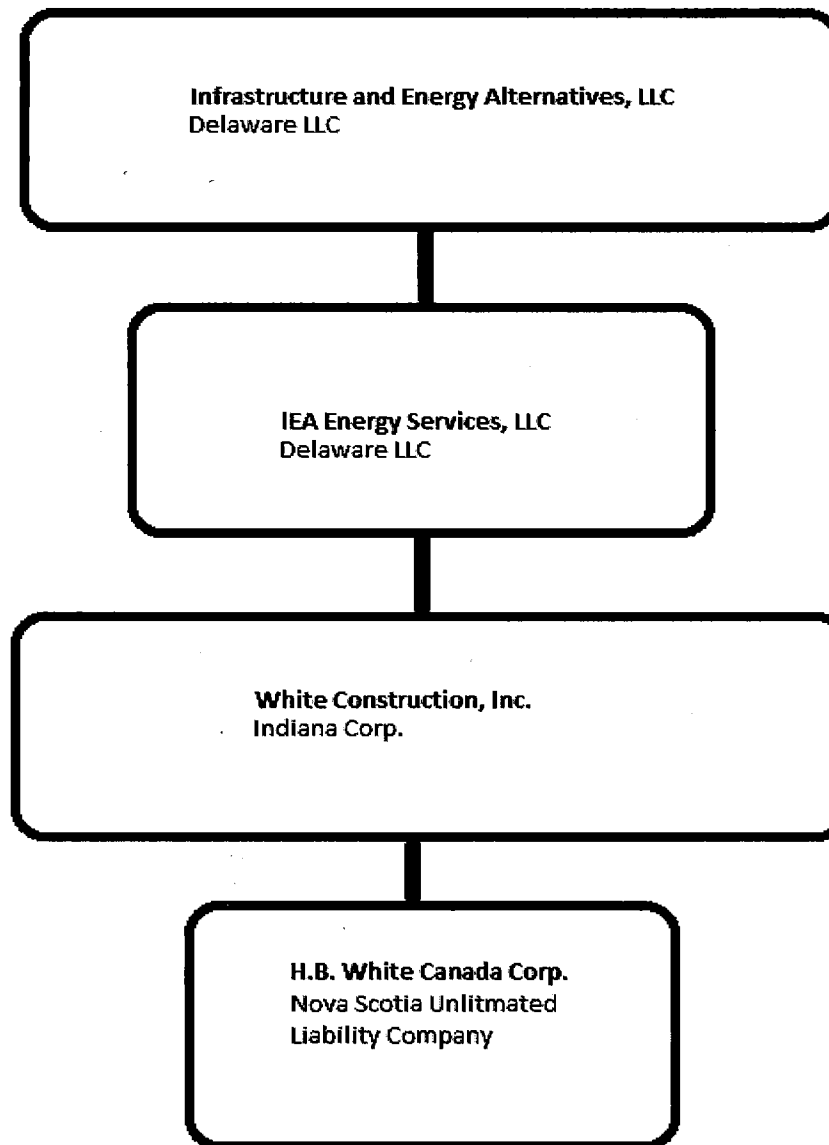 Infrastructure and Energy Alternatives, LLC
Delaware LLC
IEA Energy Services, LLC
Delaware LLC
White Construction, Inc.
Indiana Corp.
H.B. White Canada Corp.
Nova Scotia Unlitmated
Liability Company